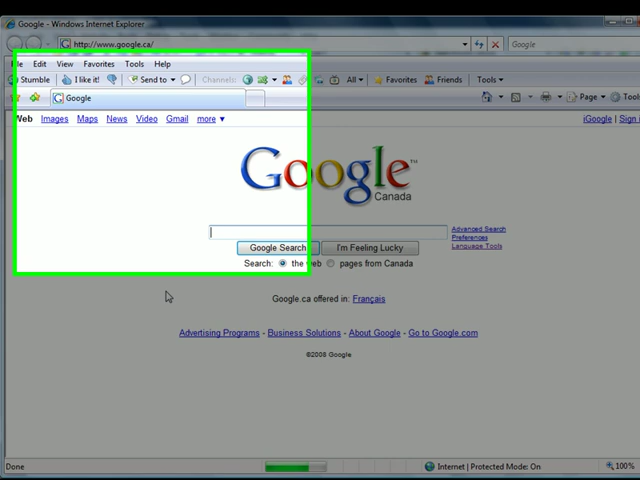 Google - Windows Internet Explorer
http://www.google.ca/
Google
Edit View Favorites Tools Help
Stumble I like it! Send to Channels: All Favorites Friends Tools
Google
Page Tools
Web Images Maps News Video Gmail more ▼
iGoogle | Sign
Google™
Canada
Advanced Search
Preferences
Language Tools
Google Search I'm Feeling Lucky
Search: the web pages from Canada
Google.ca offered in: Français
Advertising Programs - Business Solutions - About Google - Go to Google.com
©2008 Google
Done
Internet | Protected Mode: On
100%